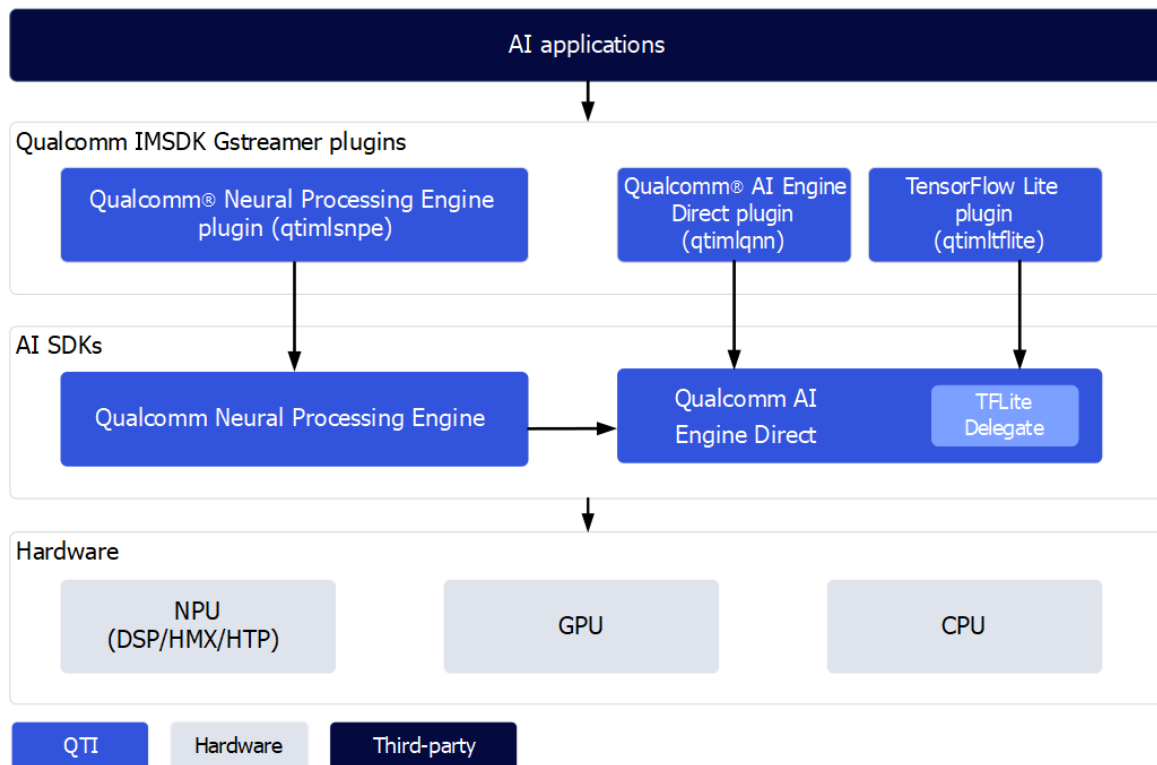 AI applications
Qualcomm IMSDK Gstreamer plugins
Qualcomm® Neural Processing Engine
plugin (qtimlsnpe)
Qualcomm® AI Engine
Direct plugin
(qtimlqnn)
TensorFlow Lite
plugin
(qtimltflite)
AI SDKs
Qualcomm Neural Processing Engine
Qualcomm AI
Engine Direct
TFLite
Delegate
Hardware
NPU
(DSP/HMX/HTP)
GPU
CPU
QTI
Hardware
Third-party